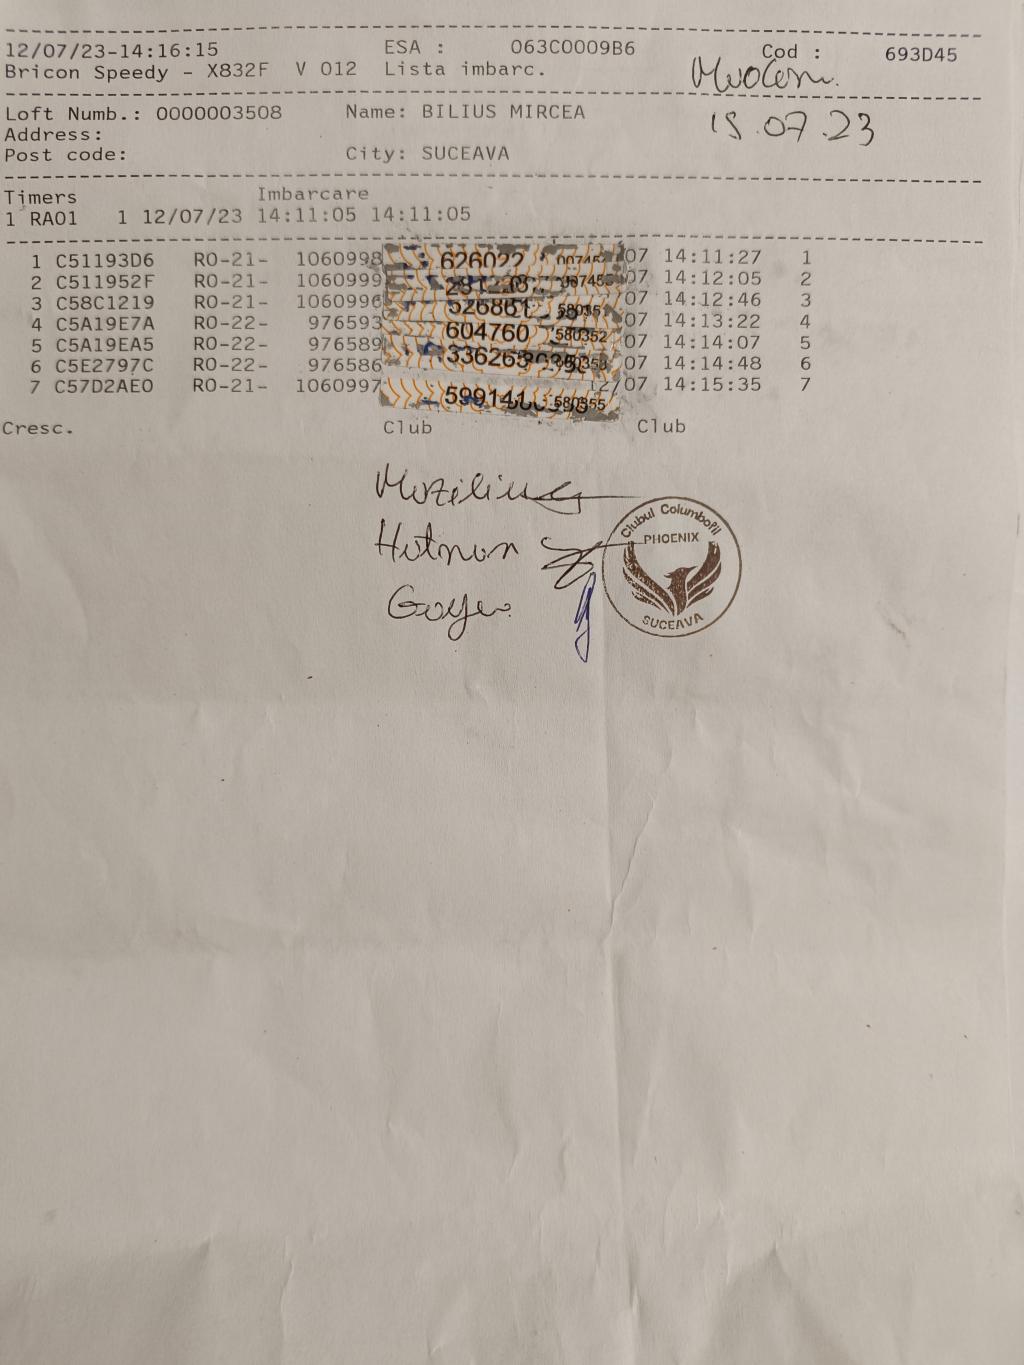 12/07/23-14:16:15 ESA : 063C0009B6 Cod : 693D45
Bricon Speedy - X832F V 012 Lista imbarc.
Loft Numb.: 0000003508 Name: BILIUS MIRCEA
15.07.23
Address:
Post code: City: SUCEAVA
Timers Imbarcare
1 RA01 1 12/07/23 14:11:05 14:11:05
1 C51193D6 RO-21- 1060998 626022 07 14:11:27 1
2 C511952F RO-21- 1060999 07 14:12:05 2
3 C58C1219 RO-21- 1060996 526861 07 14:12:46 3
4 C5A19E7A RO-22- 976593 604760 580352 07 14:13:22 4
5 C5A19EA5 RO-22- 976589 07 14:14:07 5
6 C5E2797C RO-22- 976586 07 14:14:48 6
7 C57D2AE0 RO-21- 1060997 12/07 14:15:35 7
599141 580355
Cresc. Club Club
Clubul Columbofil
PHOENIX
SUCEAVA